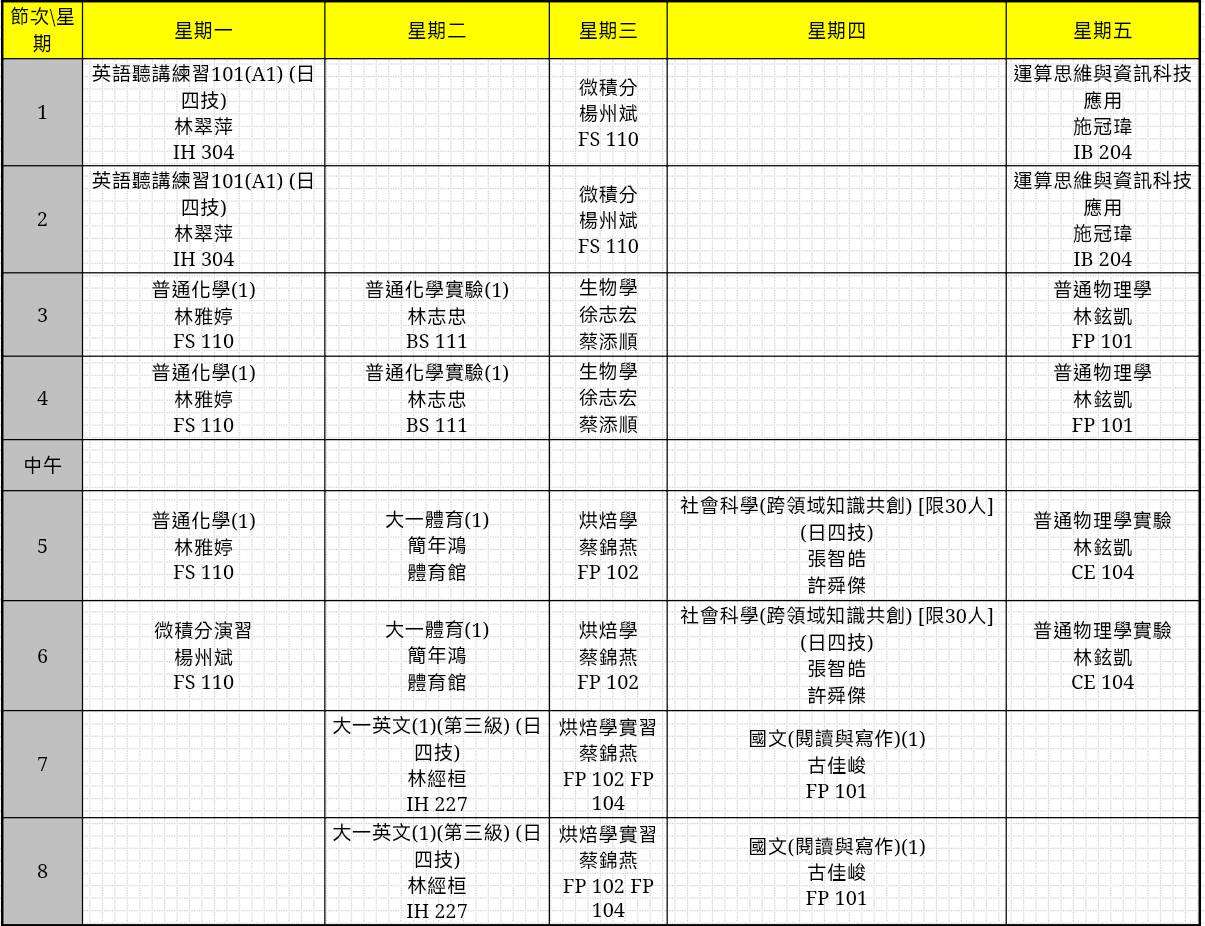 節次\星
期
星期一
星期二
星期三
星期四
星期五
1
英語聽講練習101(A1) (日
四技)
林翠萍
IH 304
微積分
楊州斌
FS 110
運算思維與資訊科技
應用
施冠瑋
IB 204
2
英語聽講練習101(A1) (日
四技)
林翠萍
IH 304
微積分
楊州斌
FS 110
運算思維與資訊科技
應用
施冠瑋
IB 204
3
普通化學(1)
林雅婷
FS 110
普通化學實驗(1)
林志忠
BS 111
生物學
徐志宏
蔡添順
普通物理學
林鉉凱
FP 101
4
普通化學(1)
林雅婷
FS 110
普通化學實驗(1)
林志忠
BS 111
生物學
徐志宏
蔡添順
普通物理學
林鉉凱
FP 101
中午
5
普通化學(1)
林雅婷
FS 110
大一體育(1)
簡年鴻
體育館
烘焙學
蔡錦燕
FP 102
社會科學(跨領域知識共創) [限30人]
(日四技)
張智皓
許舜傑
普通物理學實驗
林鉉凱
CE 104
6
微積分演習
楊州斌
FS 110
大一體育(1)
簡年鴻
體育館
烘焙學
蔡錦燕
FP 102
社會科學(跨領域知識共創) [限30人]
(日四技)
張智皓
許舜傑
普通物理學實驗
林鉉凱
CE 104
7
大一英文(1)(第三級) (日
四技)
林經桓
IH 227
烘焙學實習
蔡錦燕
FP 102 FP
104
國文(閱讀與寫作)(1)
古佳峻
FP 101
8
大一英文(1)(第三級) (日
四技)
林經桓
IH 227
烘焙學實習
蔡錦燕
FP 102 FP
104
國文(閱讀與寫作)(1)
古佳峻
FP 101